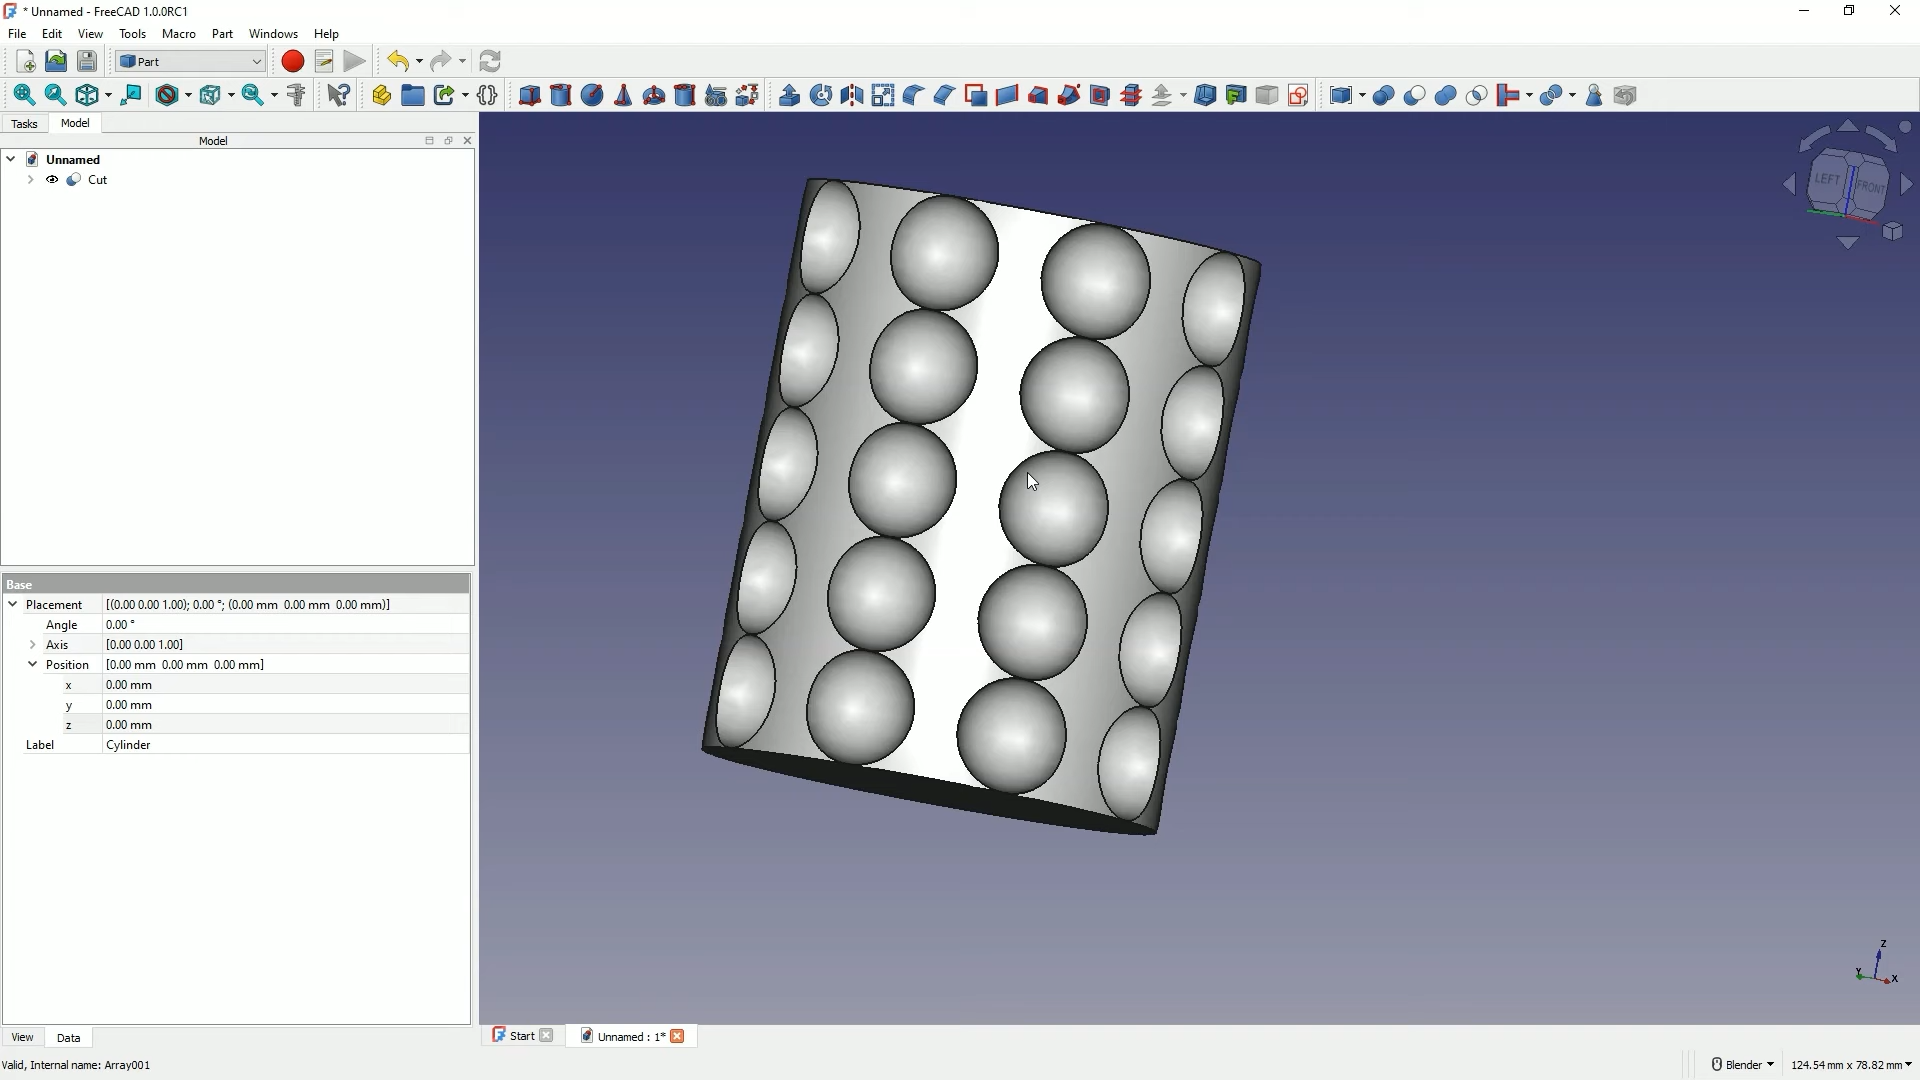 * Unnamed - FreeCAD 1.0.0RC1
File Edit View Tools Macro Part Windows Help
Part
Tasks Model
Model
Unnamed
Cut
LEFT FRONT
Base
Placement [(0.00 0.00 1.00); 0.00 °; (0.00 mm 0.00 mm 0.00 mm)]
Angle 0.00 °
Axis [0.00 0.00 1.00]
Position [0.00 mm 0.00 mm 0.00 mm]
x 0.00 mm
y 0.00 mm
z 0.00 mm
Label Cylinder
Z
Y X
View Data
Start Unnamed : 1*
Valid, Internal name: Array001
Blender 124.54 mm x 78.82 mm